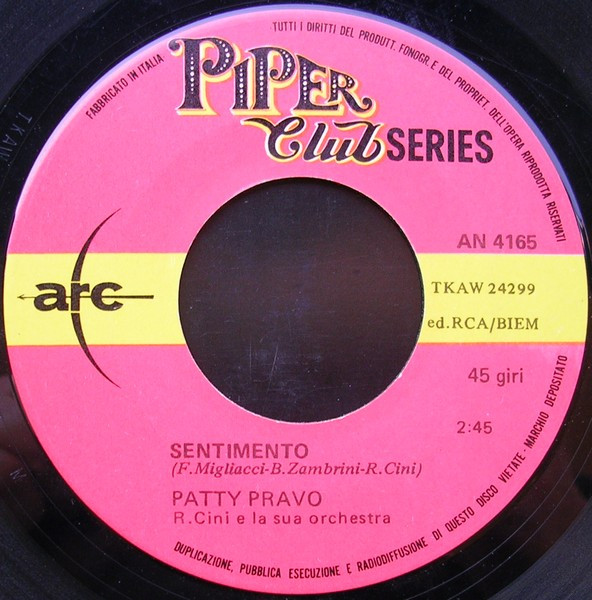 FABBRICATO IN ITALIA
TUTTI I DIRITTI DEL PRODUTT. FONOGR. E DEL PROPRIET. DELL'OPERA RIPRODOTTA RISERVATI
PIPER
Club SERIES
AN 4165
arc
TKAW 24299
ed.RCA/BIEM
45 giri
2:45
SENTIMENTO
(F. Migliacci-B. Zambrini-R. Cini)
PATTY PRAVO
R. Cini e la sua orchestra
DUPLICAZIONE, PUBBLICA ESECUZIONE E RADIODIFFUSIONE DI QUESTO DISCO VIETATE - MARCHIO DEPOSITATO